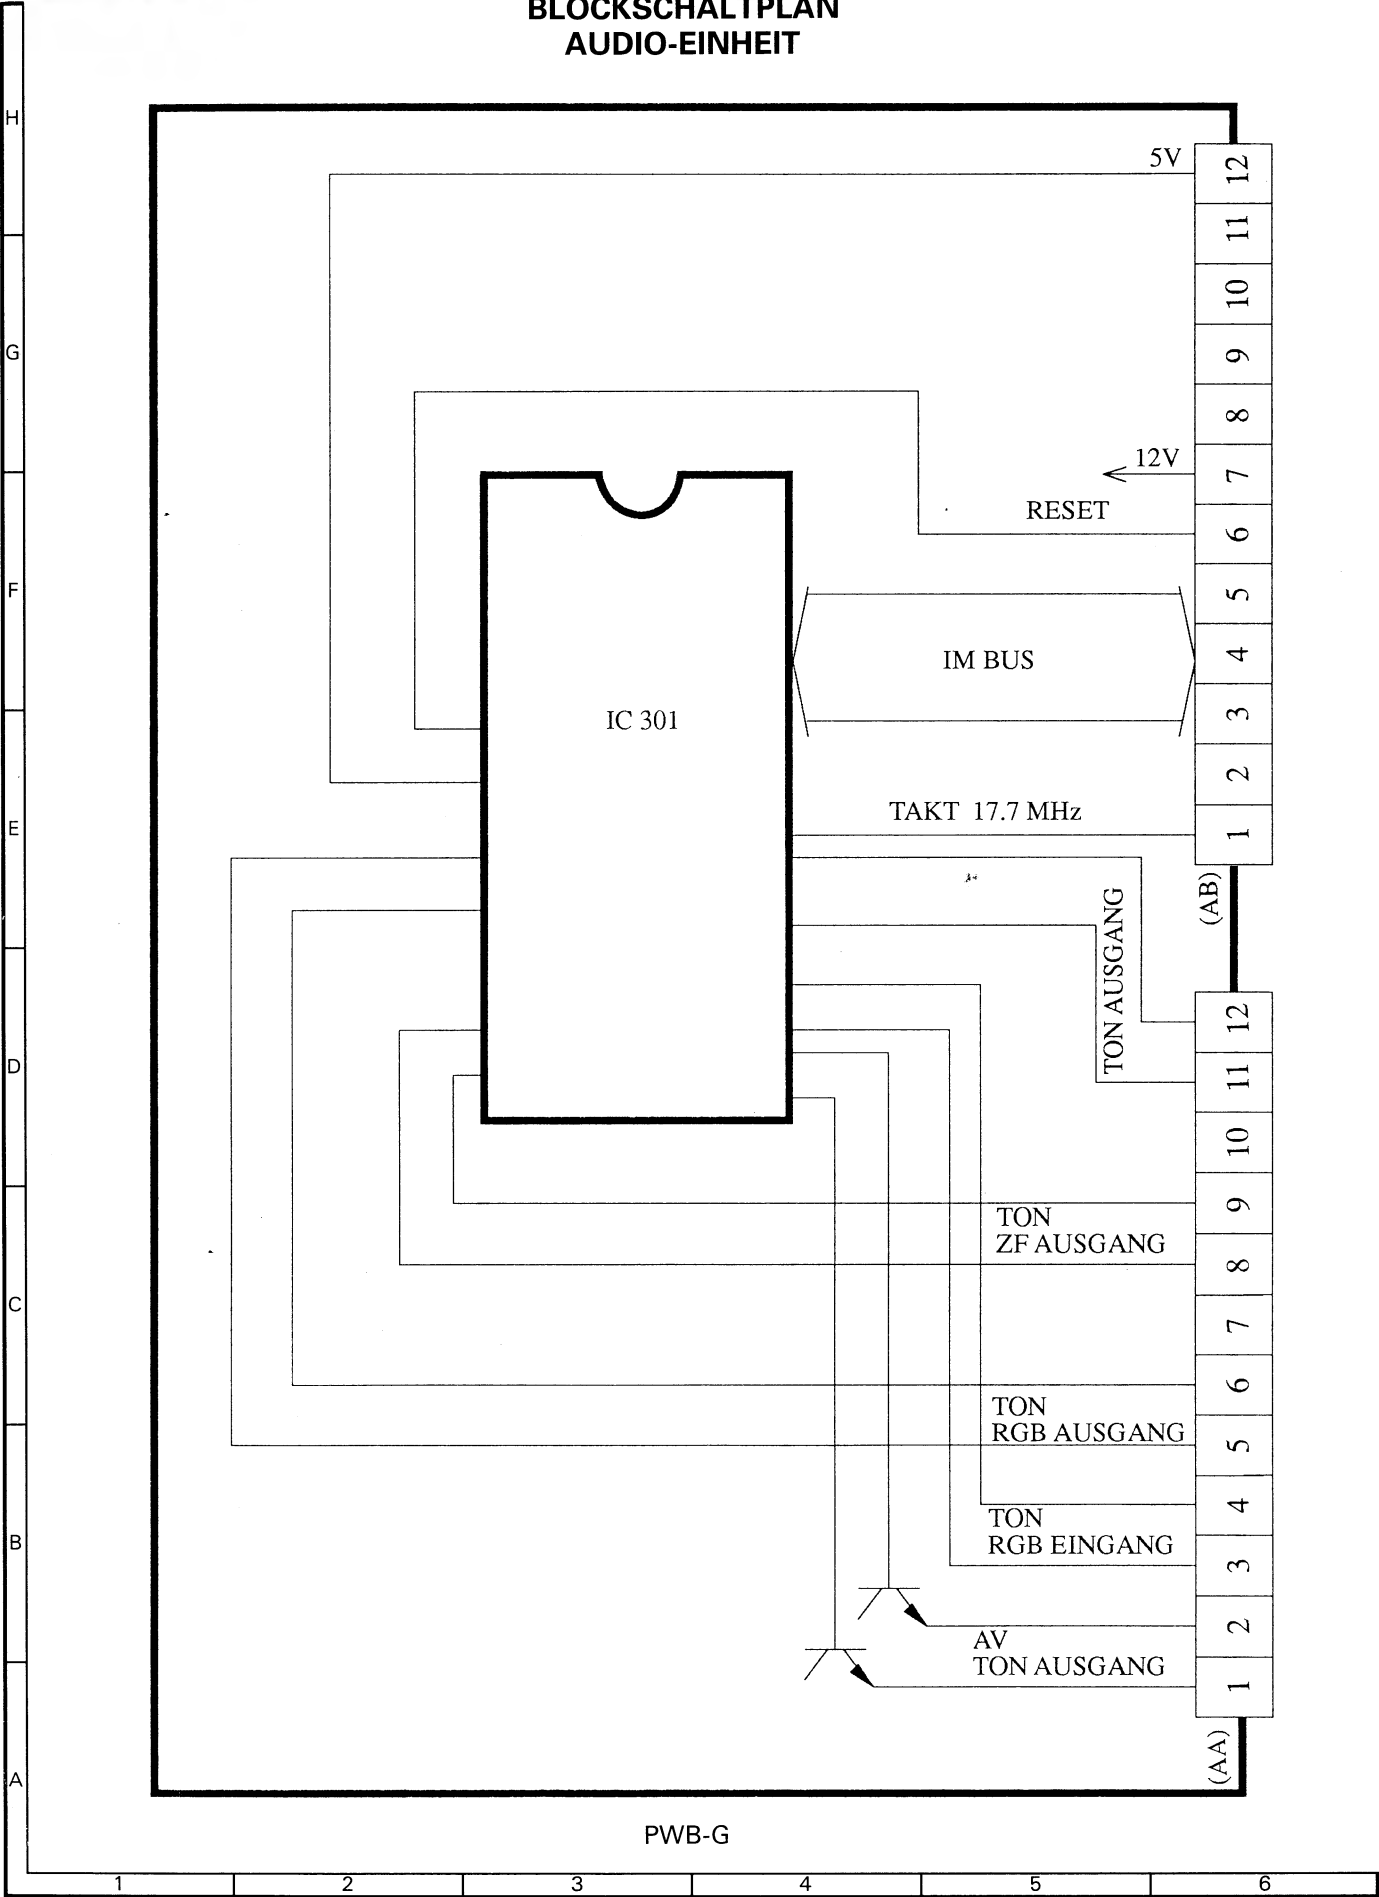 BLOCKSCHALTPLAN
AUDIO-EINHEIT
H
G
F
E
D
C
B
A
5V
12
11
10
9
8
12V
7
RESET
6
5
IM BUS
4
3
IC 301
2
TAKT 17.7 MHz
1
(AB)
TON AUSGANG
12
11
10
9
TON
ZF AUSGANG
8
7
6
TON
RGB AUSGANG
5
4
TON
RGB EINGANG
3
2
AV
TON AUSGANG
1
(AA)
PWB-G
1 2 3 4 5 6